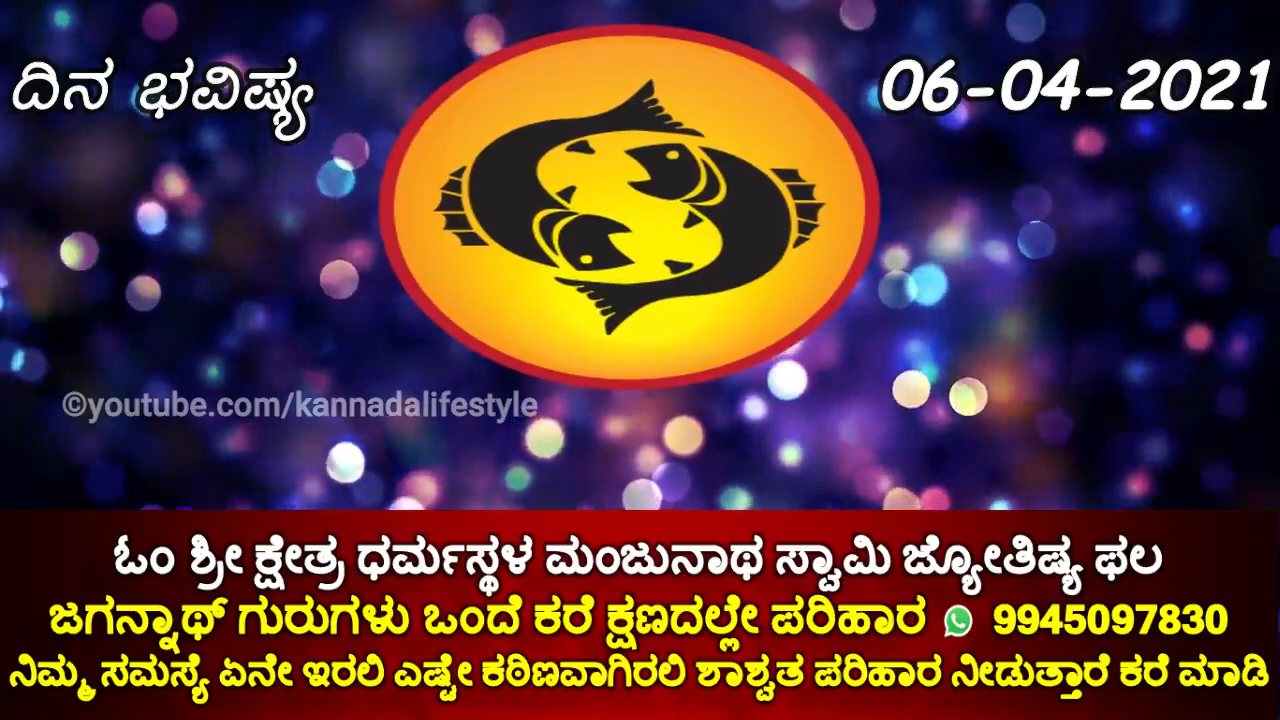 ದಿನ ಭವಿಷ್ಯ
06-04-2021
©youtube.com/kannadalifestyle
ಓಂ ಶ್ರೀ ಕ್ಷೇತ್ರ ಧರ್ಮಸ್ಥಳ ಮಂಜುನಾಥ ಸ್ವಾಮಿ ಜ್ಯೋತಿಷ್ಯ ಫಲ
ಜಗನ್ನಾಥ್ ಗುರುಗಳು ಒಂದೆ ಕರೆ ಕ್ಷಣದಲ್ಲೇ ಪರಿಹಾರ 9945097830
ನಿಮ್ಮ ಸಮಸ್ಯೆ ಏನೇ ಇರಲಿ ಎಷ್ಟೇ ಕಠಿಣವಾಗಿರಲಿ ಶಾಶ್ವತ ಪರಿಹಾರ ನೀಡುತ್ತಾರೆ ಕರೆ ಮಾಡಿ